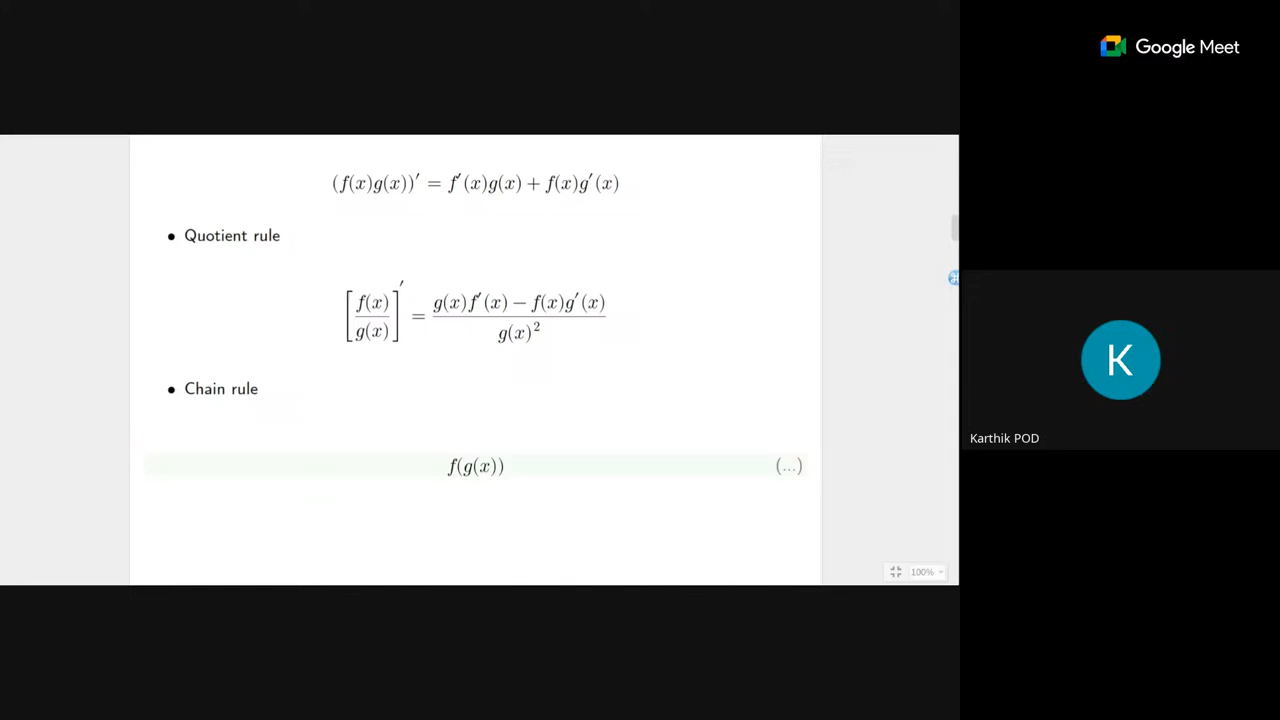 Google Meet
(f(x)g(x))′ = f′(x)g(x) + f(x)g′(x)
• Quotient rule
[f(x)/g(x)]′ = (g(x)f′(x) − f(x)g′(x))/g(x)²
• Chain rule
f(g(x)) (...)
K
Karthik POD
100%